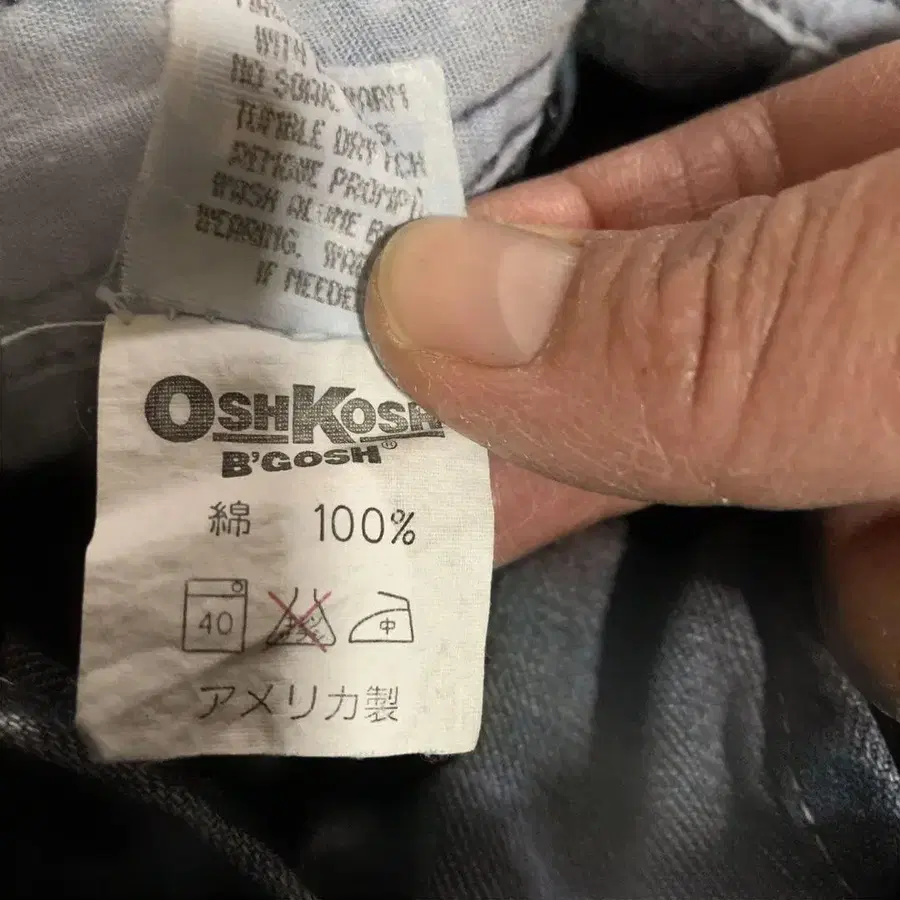 WITH
NO SOAK. WARM
TUMBLE DRY
REMOVE PROMPT
WASH ALONE B
WEARING.
IF NEEDE
OSHKOSH
B'GOSH®
綿 100%
40 中
アメリカ製